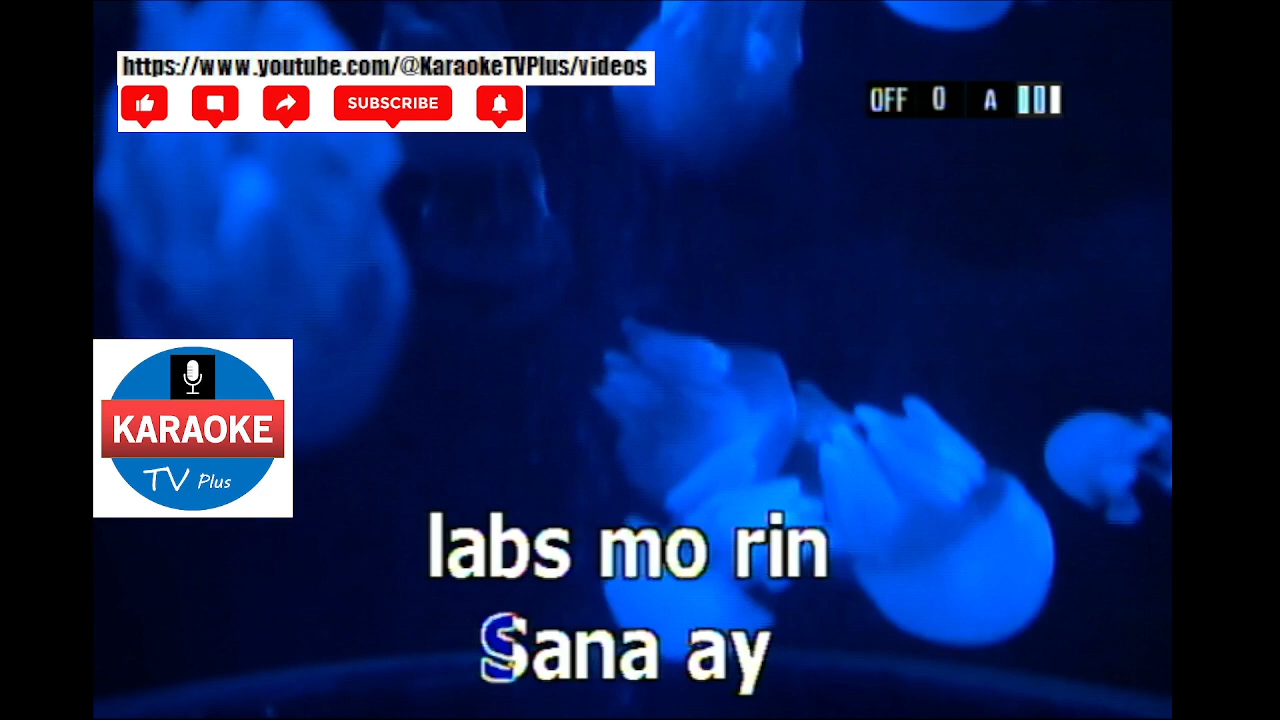 https://www.youtube.com/@KaraokeTVPlus/videos
SUBSCRIBE
OFF 0 A
KARAOKE
TV Plus
labs mo rin
Sana ay